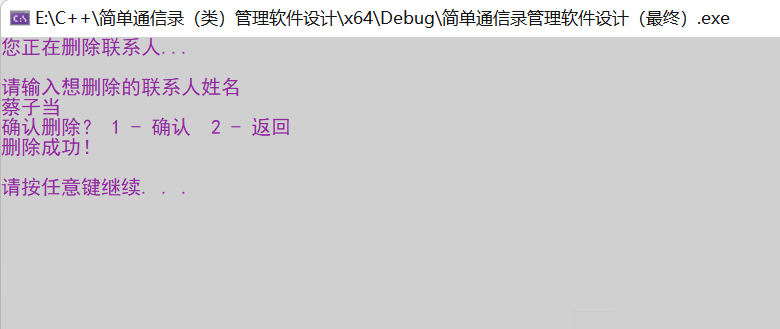 E:\C++\简单通信录（类）管理软件设计\x64\Debug\简单通信录管理软件设计（最终）.exe
您正在删除联系人...
请输入想删除的联系人姓名
蔡子当
确认删除？ 1 - 确认  2 - 返回
删除成功！
请按任意键继续. . .